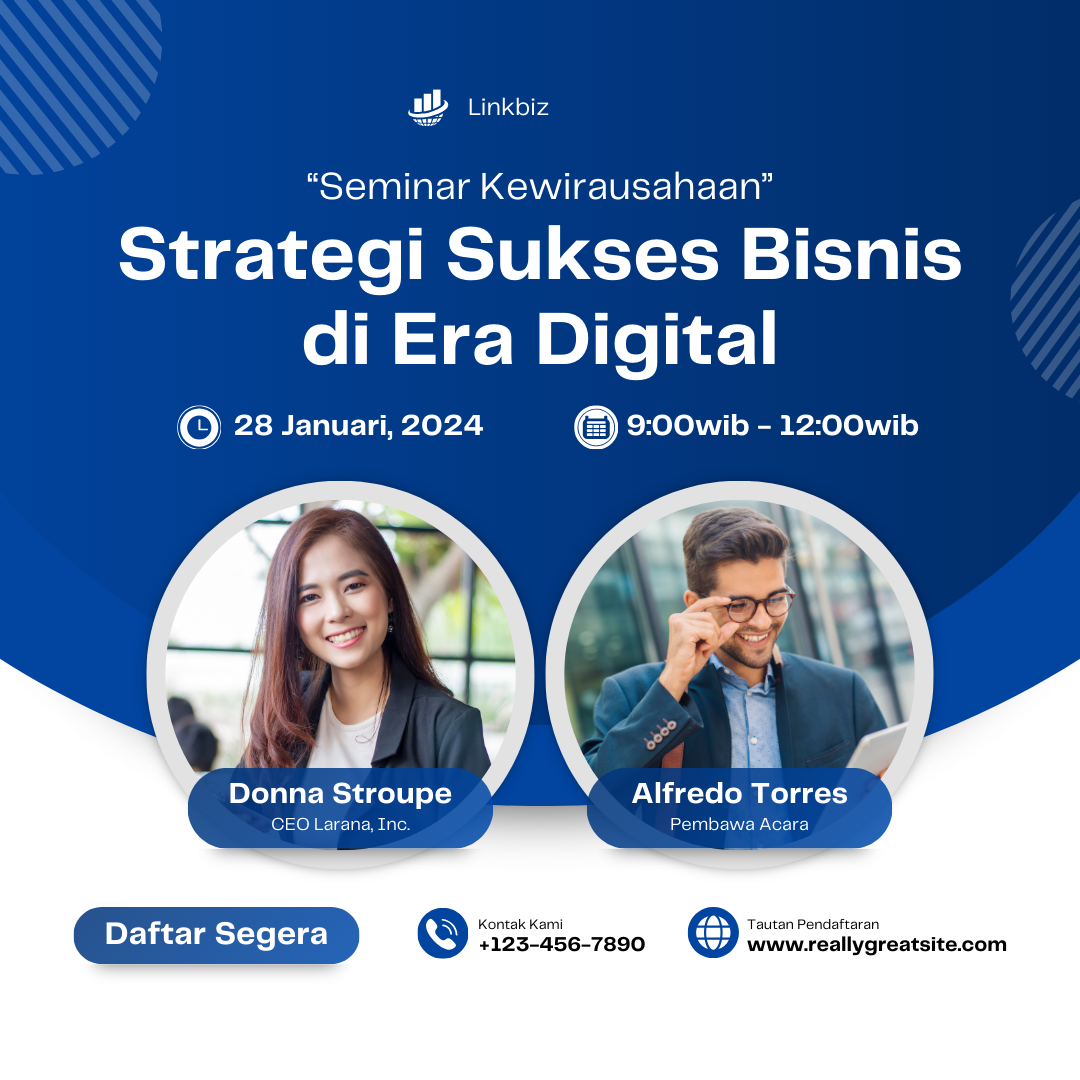 Linkbiz
“Seminar Kewirausahaan”
Strategi Sukses Bisnis
di Era Digital
28 Januari, 2024
9:00wib - 12:00wib
Donna Stroupe
CEO Larana, Inc.
Alfredo Torres
Pembawa Acara
Daftar Segera
Kontak Kami
+123-456-7890
Tautan Pendaftaran
www.reallygreatsite.com